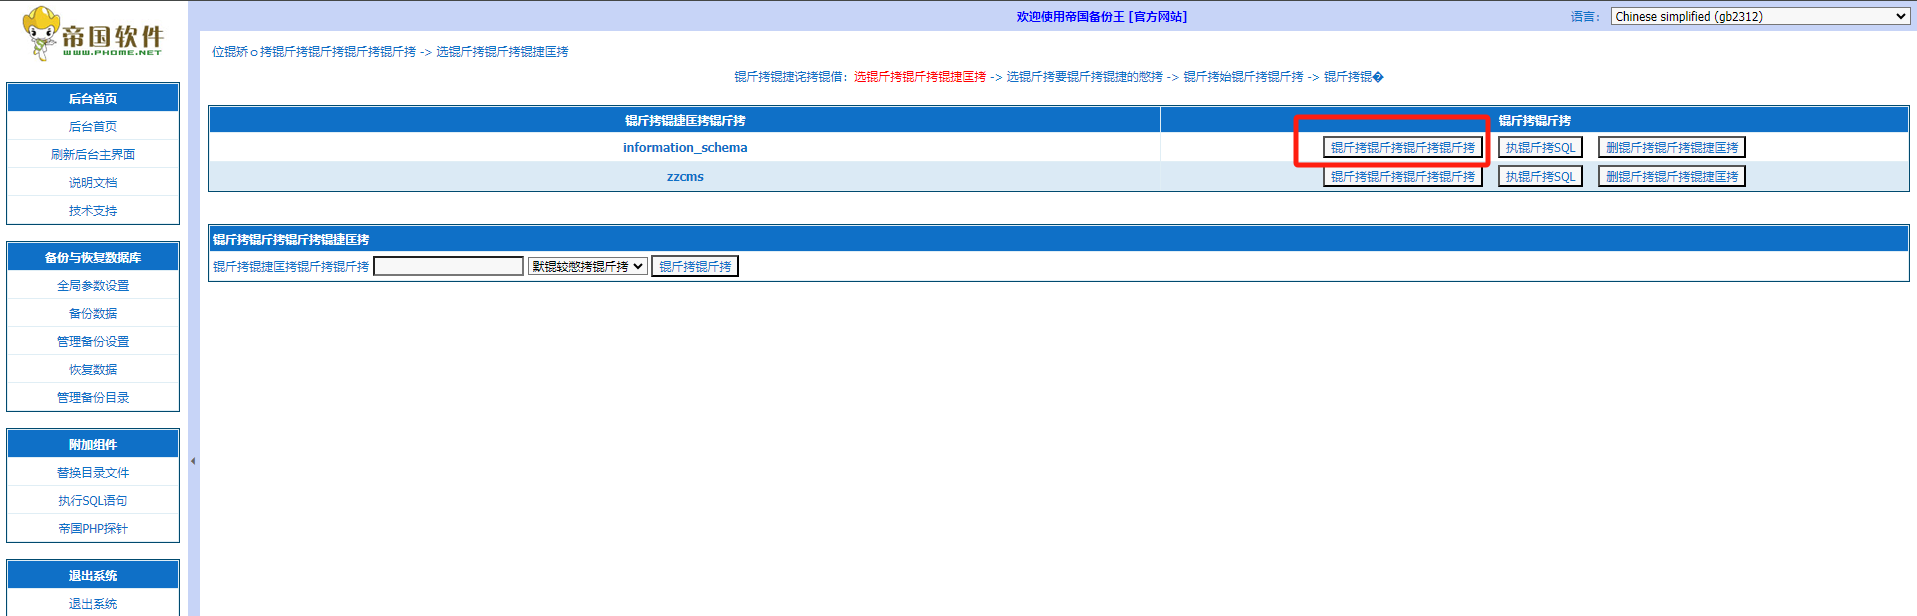 帝国软件
WWW.PHOME.NET
欢迎使用帝国备份王 [官方网站]
语言： Chinese simplified (gb2312)
位锟矫ｏ拷锟斤拷锟斤拷锟斤拷锟斤拷 -> 选锟斤拷锟斤拷锟捷匡拷
锟斤拷锟捷诧拷锟借： 选锟斤拷锟斤拷锟捷匡拷 -> 选锟斤拷要锟斤拷锟捷的憋拷 -> 锟斤拷始锟斤拷锟斤拷 -> 锟斤拷锟�
后台首页
后台首页
刷新后台主界面
说明文档
技术支持
备份与恢复数据库
全局参数设置
备份数据
管理备份设置
恢复数据
管理备份目录
附加组件
替换目录文件
执行SQL语句
帝国PHP探针
退出系统
退出系统
锟斤拷锟捷匡拷锟斤拷 锟斤拷锟斤拷
information_schema 锟斤拷锟斤拷锟斤拷锟斤拷 执锟斤拷SQL 删锟斤拷锟斤拷锟捷匡拷
zzcms 锟斤拷锟斤拷锟斤拷锟斤拷 执锟斤拷SQL 删锟斤拷锟斤拷锟捷匡拷
锟斤拷锟斤拷锟斤拷锟捷匡拷
锟斤拷锟捷匡拷锟斤拷锟斤拷 默锟较憋拷锟斤拷 锟斤拷锟斤拷